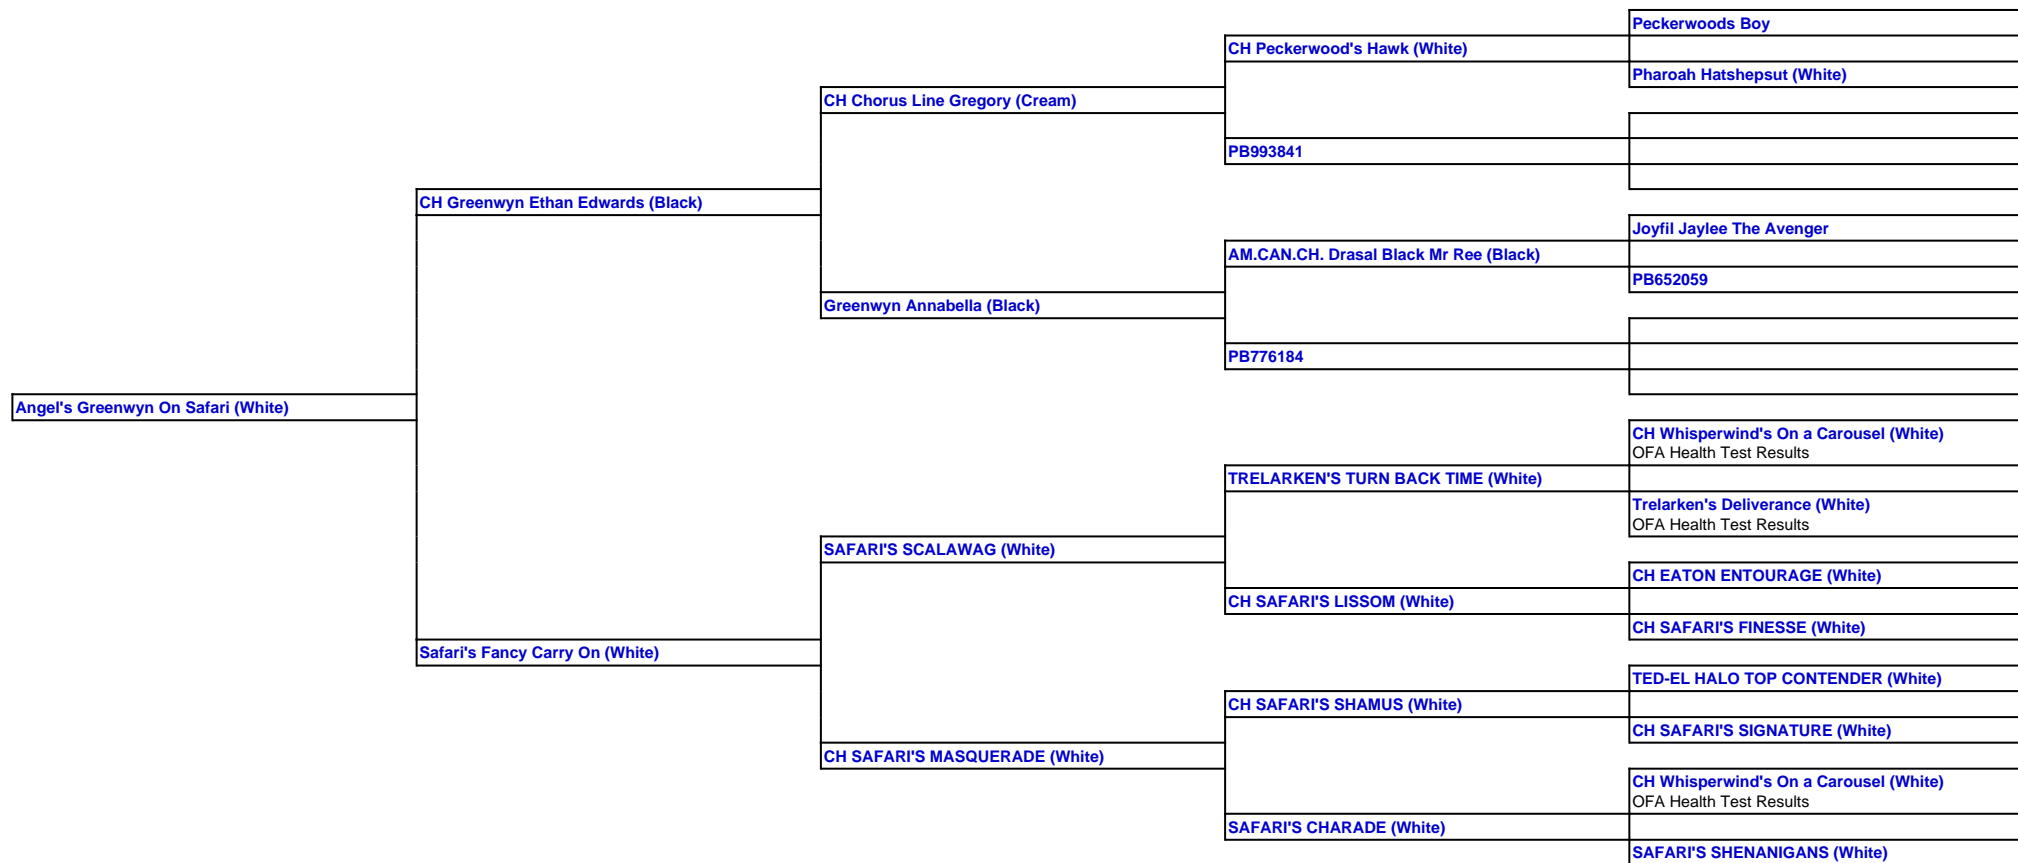 Peckerwoods Boy
CH Peckerwood's Hawk (White)
Pharoah Hatshepsut (White)
CH Chorus Line Gregory (Cream)
PB993841
CH Greenwyn Ethan Edwards (Black)
Joyfil Jaylee The Avenger
AM.CAN.CH. Drasal Black Mr Ree (Black)
PB652059
Greenwyn Annabella (Black)
PB776184
Angel's Greenwyn On Safari (White)
CH Whisperwind's On a Carousel (White)
OFA Health Test Results
TRELARKEN'S TURN BACK TIME (White)
Trelarken's Deliverance (White)
OFA Health Test Results
SAFARI'S SCALAWAG (White)
CH EATON ENTOURAGE (White)
CH SAFARI'S LISSOM (White)
CH SAFARI'S FINESSE (White)
Safari's Fancy Carry On (White)
TED-EL HALO TOP CONTENDER (White)
CH SAFARI'S SHAMUS (White)
CH SAFARI'S SIGNATURE (White)
CH SAFARI'S MASQUERADE (White)
CH Whisperwind's On a Carousel (White)
OFA Health Test Results
SAFARI'S CHARADE (White)
SAFARI'S SHENANIGANS (White)